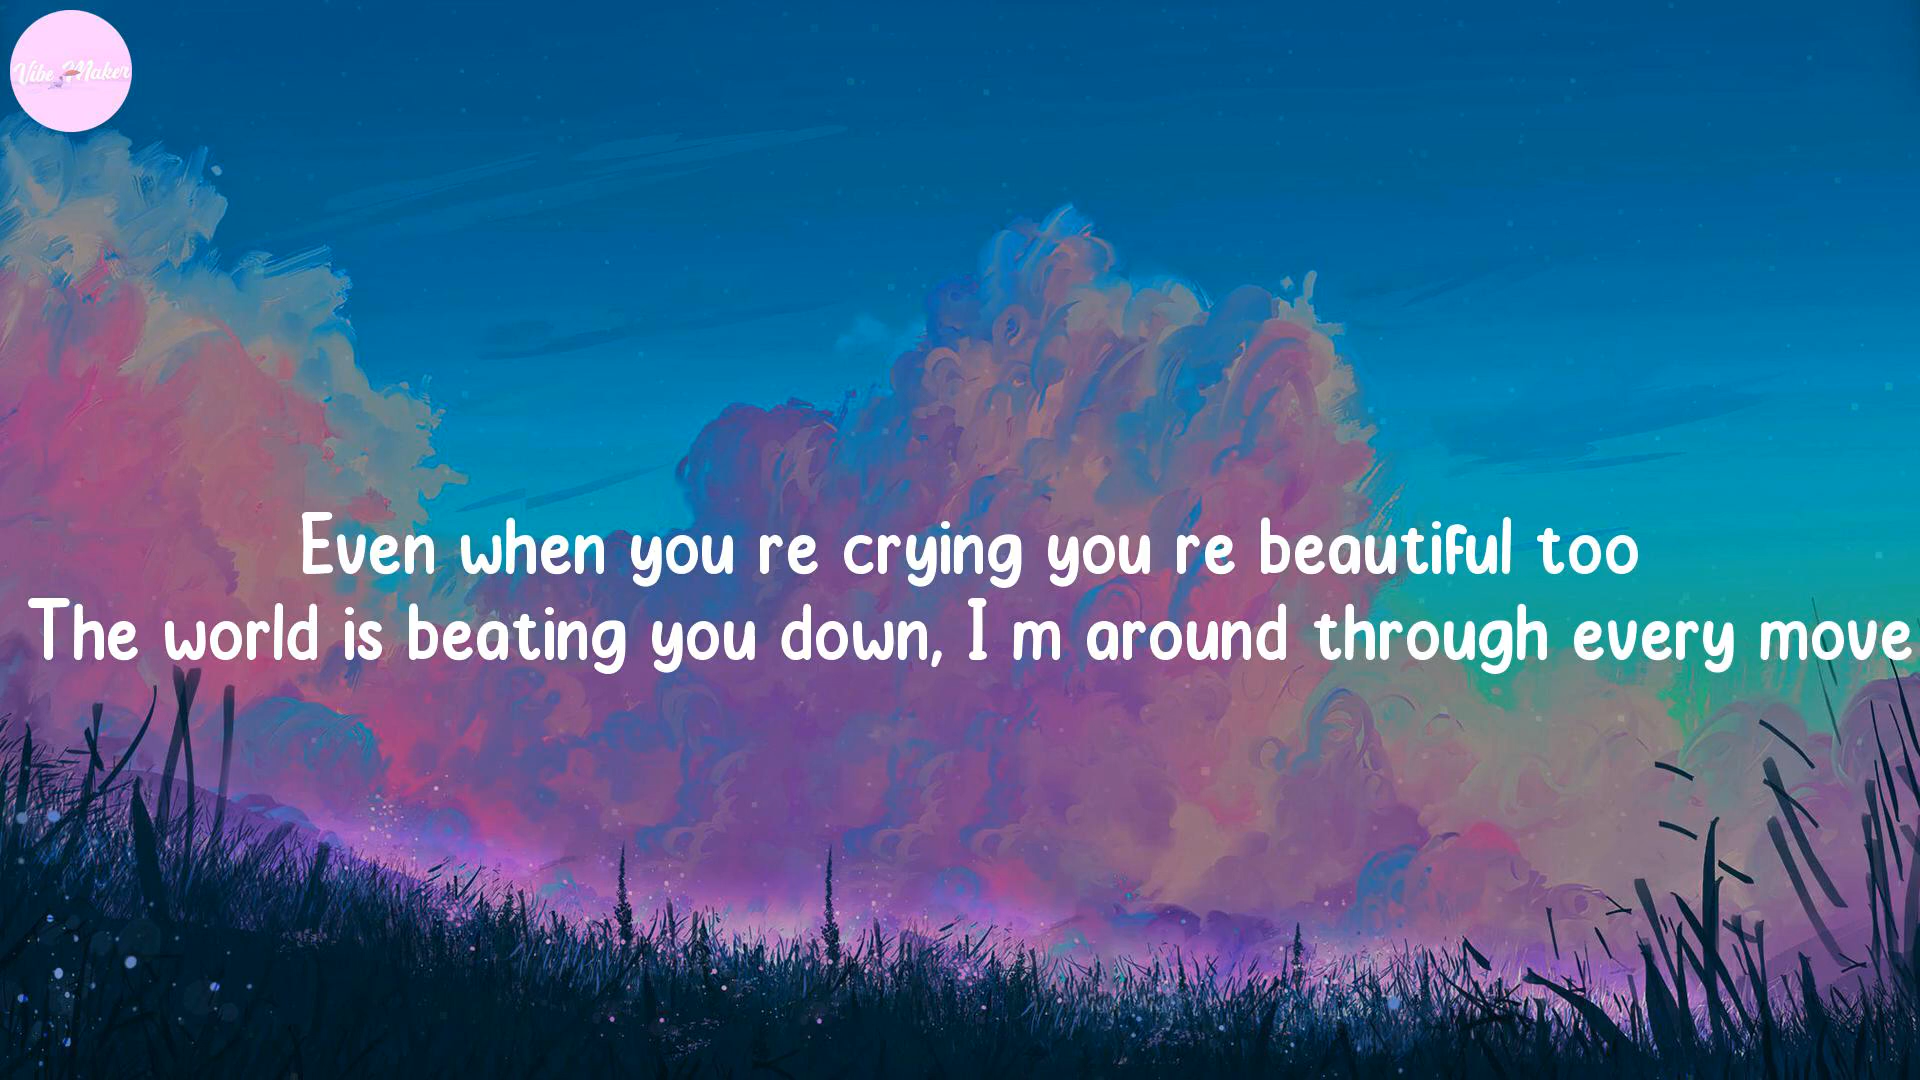 Vibe Maker
Even when you re crying you re beautiful too
The world is beating you down, I m around through every move